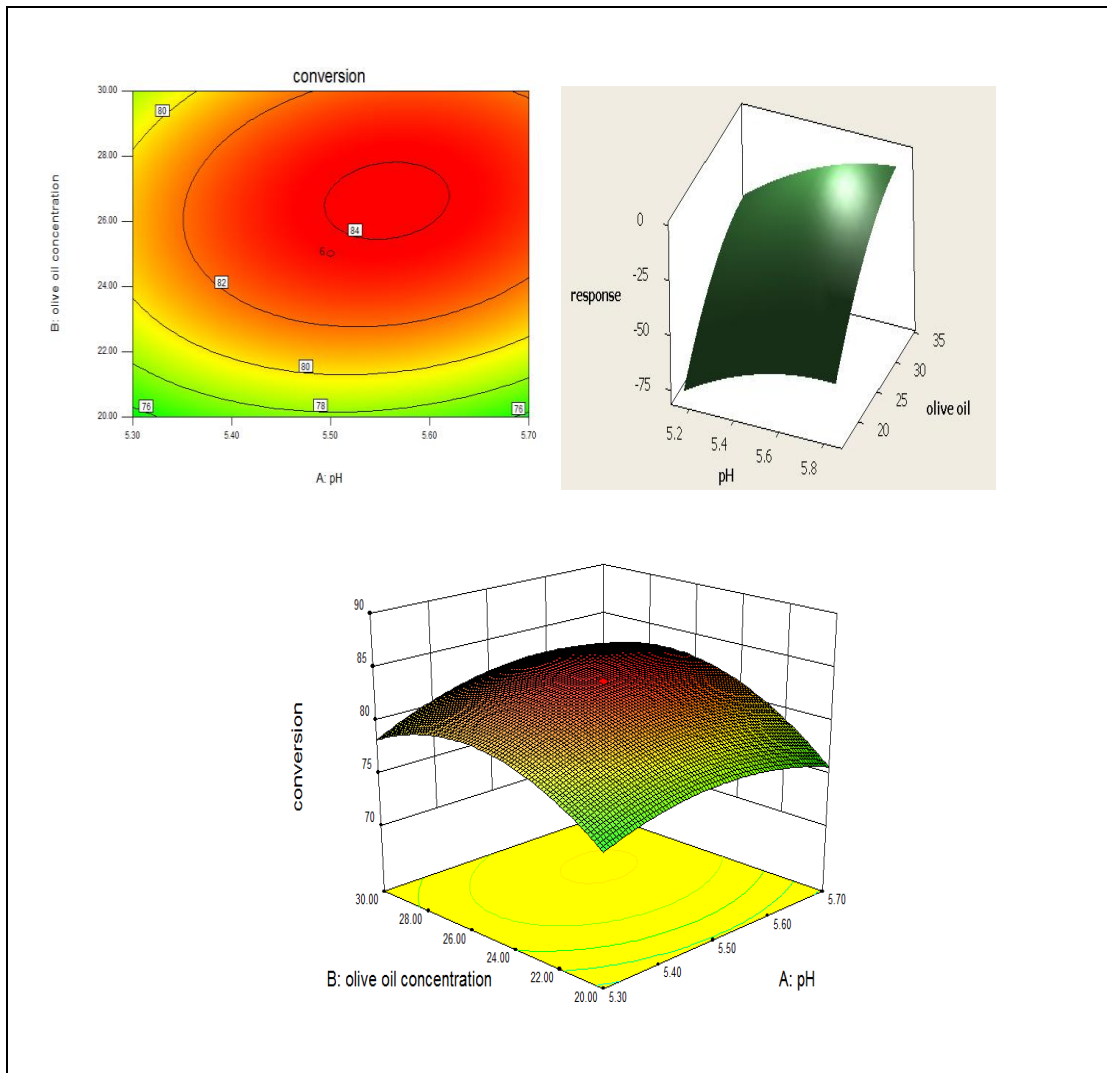 conversion
30.00
28.00
26.00
24.00
22.00
20.00
B: olive oil concentration
80
84
6
82
80
78
76
76
5.30 5.40 5.50 5.60 5.70
A: pH
0
-25
-50
-75
response
5.2 5.4 5.6 5.8
pH
20 25 30 35
olive oil
90
85
80
75
70
conversion
30.00 28.00 26.00 24.00 22.00 20.00
B: olive oil concentration
5.30 5.40 5.50 5.60 5.70
A: pH